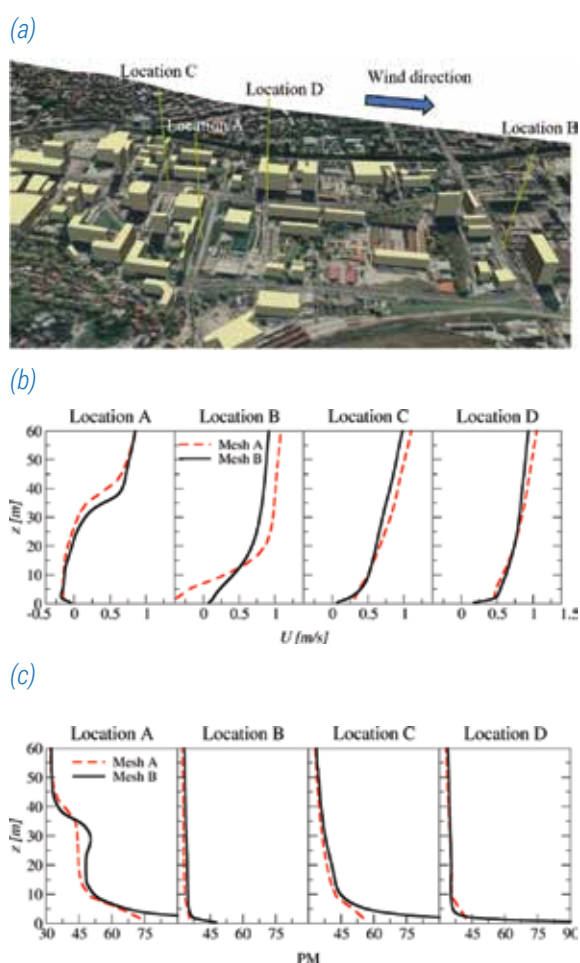 (a)
Location C
Location D
Wind direction
Location A
Location B
(b)
Location A Location B Location C Location D
60
50
40
30
20
10
0
z [m]
Mesh A
Mesh B
-0.5 0 0.5 1 0 0.5 1 0 0.5 1 0 0.5 1 1.5
U [m/s]
(c)
Location A Location B Location C Location D
60
50
40
30
20
10
0
z [m]
Mesh A
Mesh B
30 45 60 75 45 60 75 45 60 75 45 60 75 90
PM